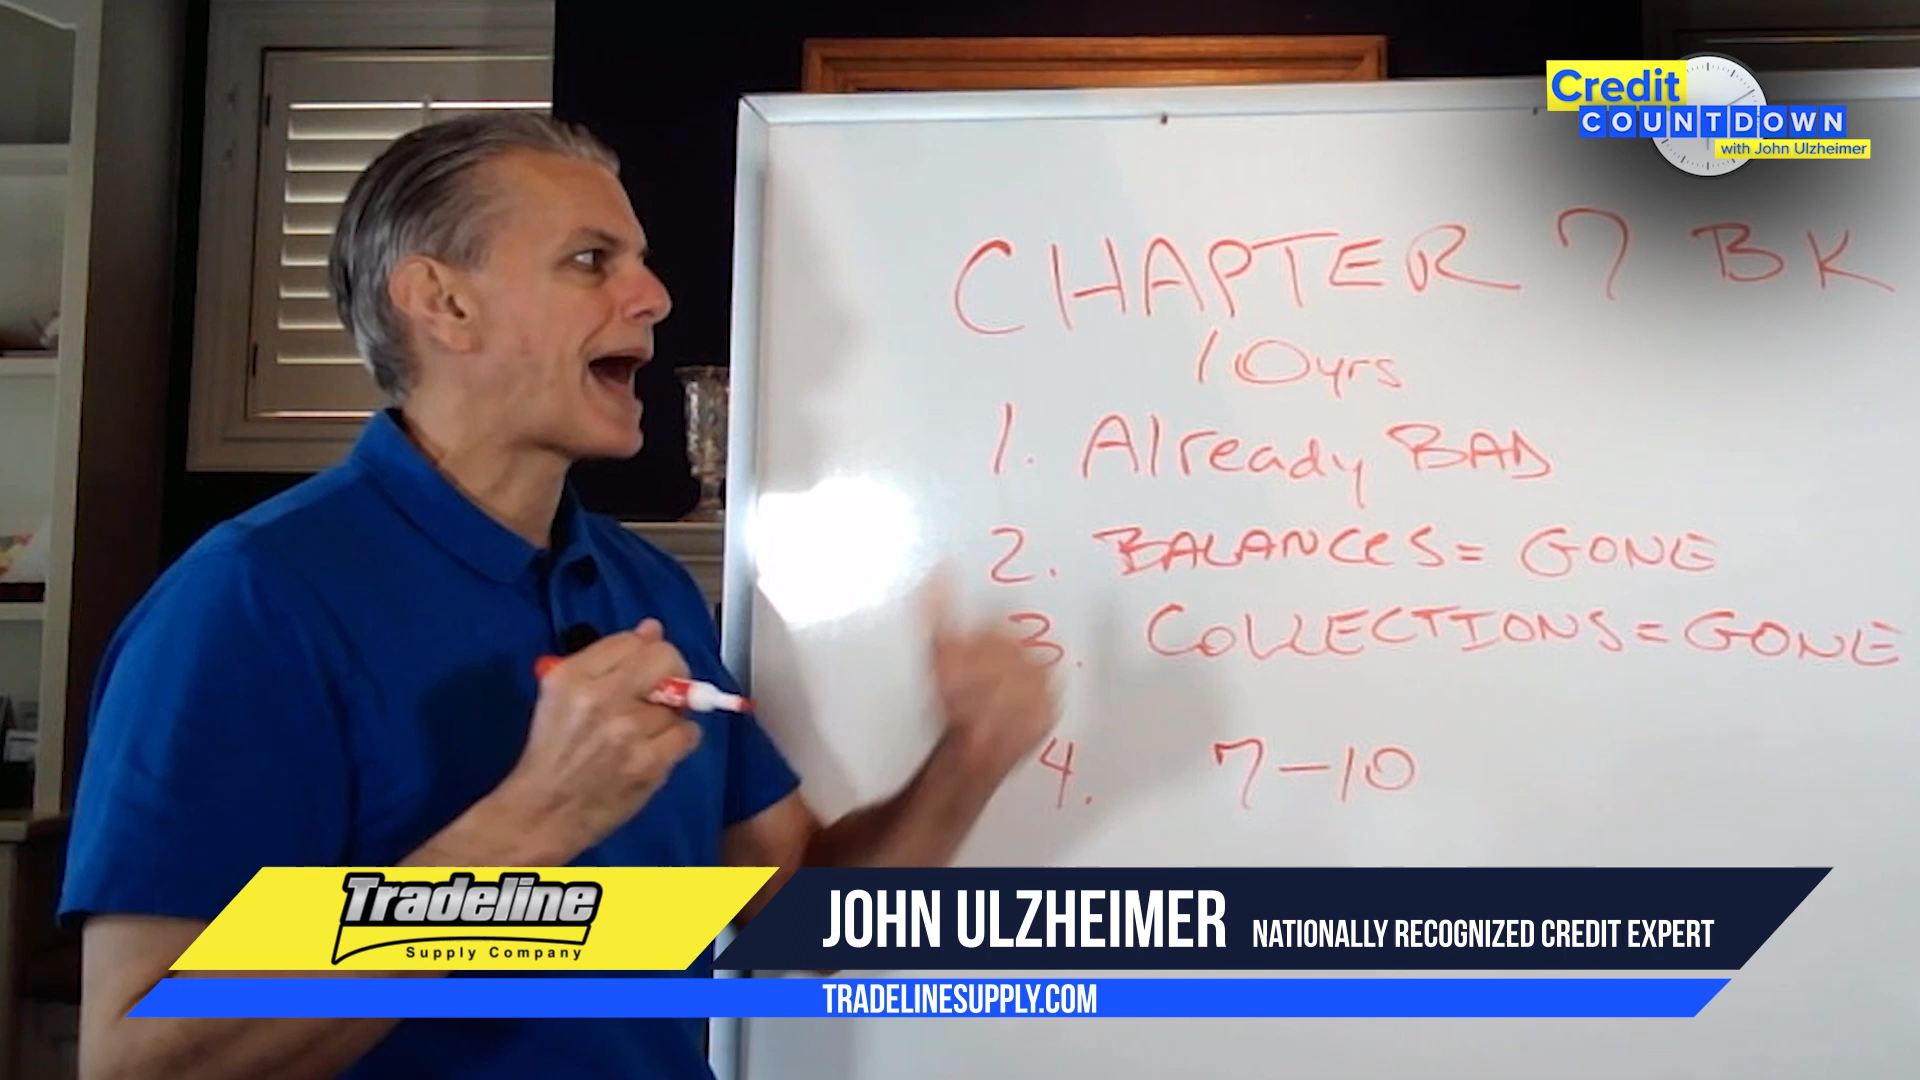 Credit
COUNTDOWN
with John Ulzheimer
CHAPTER 7 BK
10yrs
1. Already BAD
2. BALANCES = GONE
3. COLLECTIONS = GONE
4. 7-10
Tradeline
Supply Company
JOHN ULZHEIMER NATIONALLY RECOGNIZED CREDIT EXPERT
TRADELINESUPPLY.COM